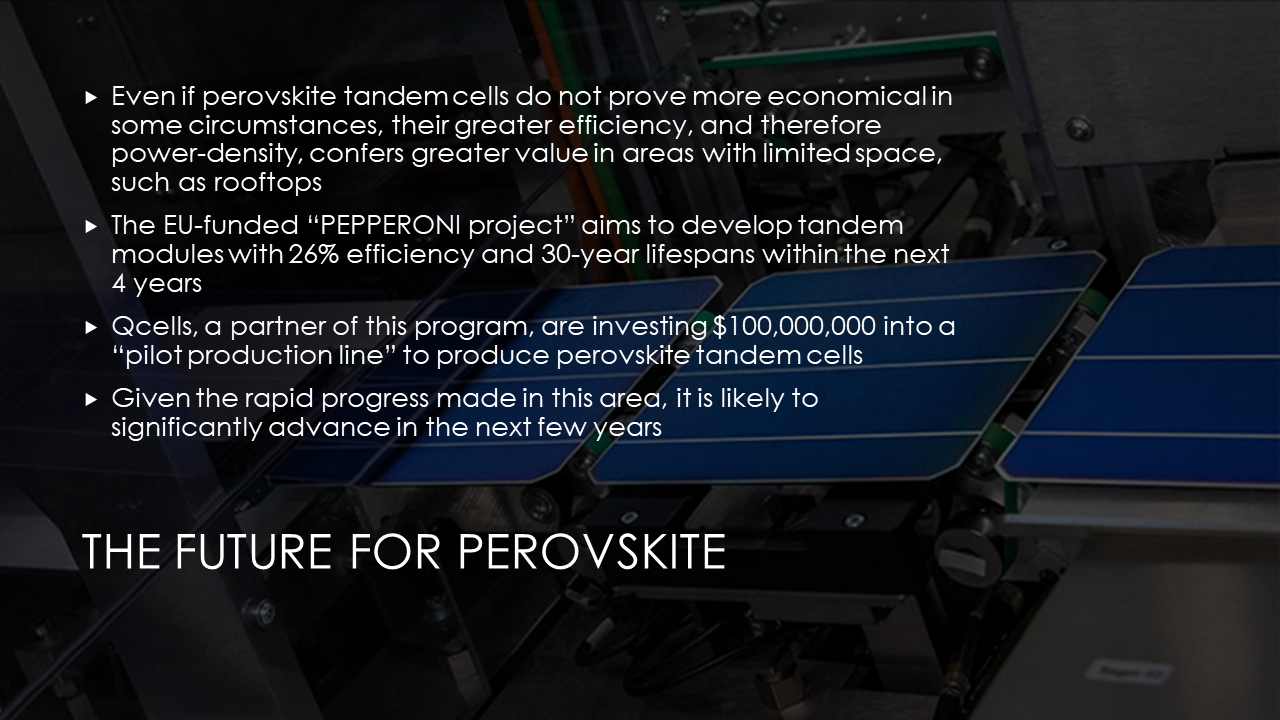 Even if perovskite tandem cells do not prove more economical in
some circumstances, their greater efficiency, and therefore
power-density, confers greater value in areas with limited space,
such as rooftops
The EU-funded “PEPPERONI project” aims to develop tandem
modules with 26% efficiency and 30-year lifespans within the next
4 years
Qcells, a partner of this program, are investing $100,000,000 into a
“pilot production line” to produce perovskite tandem cells
Given the rapid progress made in this area, it is likely to
significantly advance in the next few years
THE FUTURE FOR PEROVSKITE